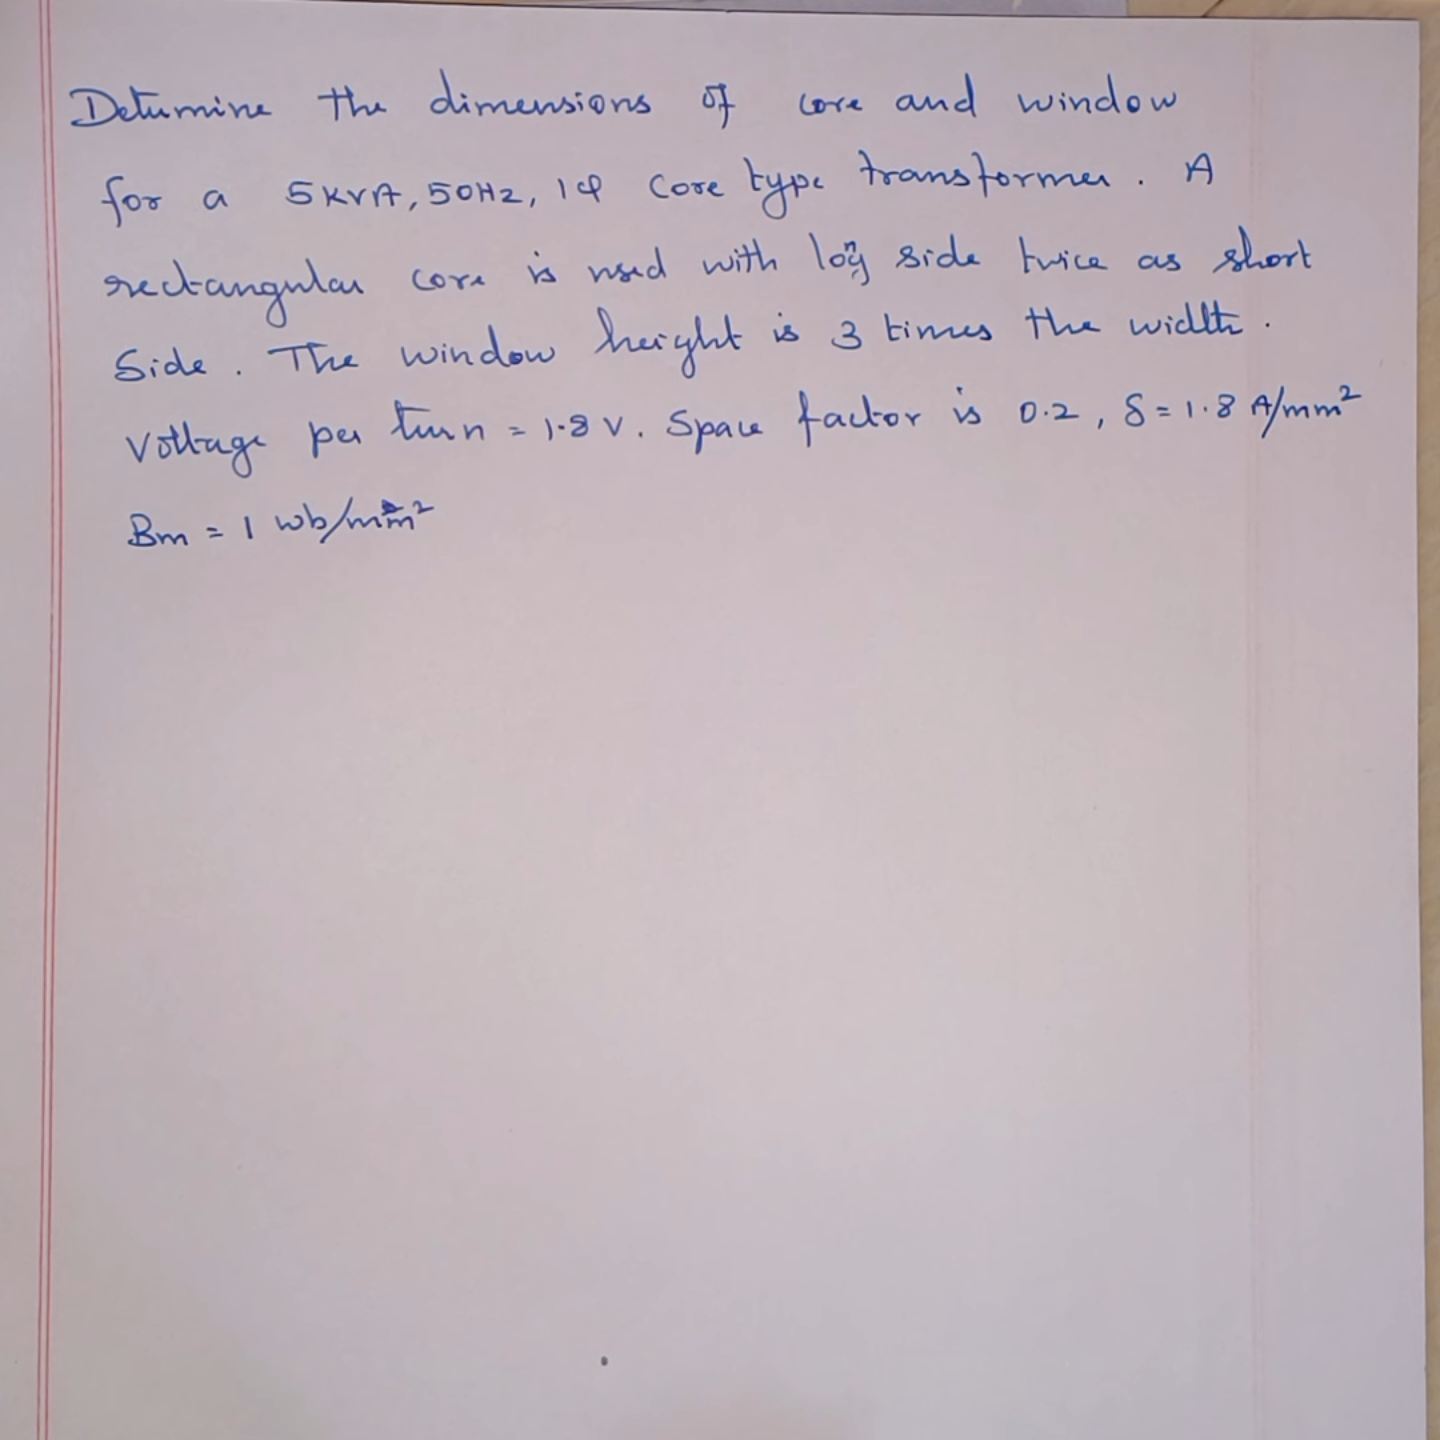 Determine the dimensions of core and window
for a 5KVA, 50HZ, 1φ Core type transformer. A
rectangular core is used with long side twice as short
Side. The window height is 3 times the width.
Voltage per turn = 1.8 V. Space factor is 0.2, δ = 1.8 A/mm²
Bm = 1 wb/m²